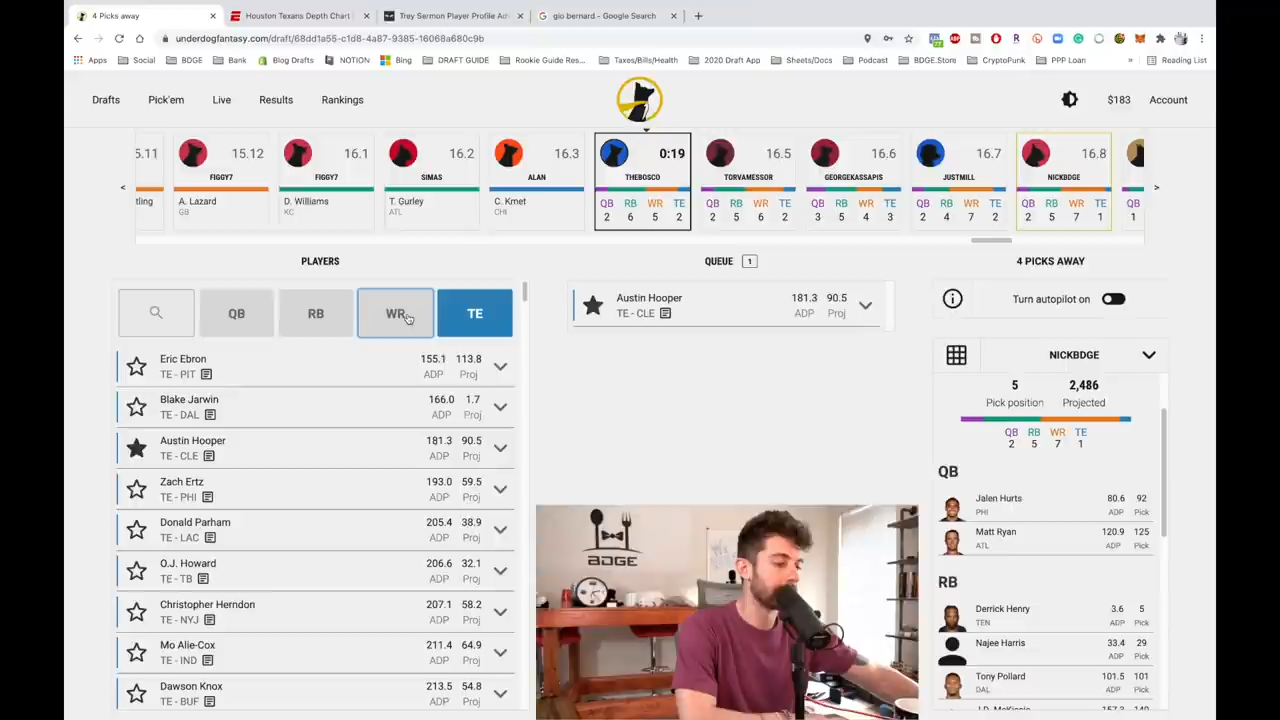 4 Picks away
Houston Texans Depth Chart |
Trey Sermon Player Profile Adv
gio bernard - Google Search
underdogfantasy.com/draft/68dd1a55-c1d8-4a87-9385-16068a680c9b
Apps Social BDGE Bank Blog Drafts NOTION Bing DRAFT GUIDE Rookie Guide Res... Taxes/Bills/Health 2020 Draft App Sheets/Docs Podcast BDGE.Store CryptoPunk PPP Loan » Reading List
Drafts Pick'em Live Results Rankings $183 Account
5.11 15.12 16.1 16.2 16.3 0:19 16.5 16.6 16.7 16.8
FIGGY7 FIGGY7 SIMAS ALAN THEBOSCO TORVAMESSOR GEORGEKASSAPIS JUSTMILL NICKBDGE
tling A. Lazard D. Williams T. Gurley C. Kmet QB RB WR TE QB RB WR TE QB RB WR TE QB RB WR TE QB RB WR TE QB
GB KC ATL CHI 2 6 5 2 2 5 6 2 3 5 4 3 2 4 7 2 2 5 7 1 1
PLAYERS
QB RB WR TE
Eric Ebron 155.1 113.8
TE - PIT ADP Proj
Blake Jarwin 166.0 1.7
TE - DAL ADP Proj
Austin Hooper 181.3 90.5
TE - CLE ADP Proj
Zach Ertz 193.0 59.5
TE - PHI ADP Proj
Donald Parham 205.4 38.9
TE - LAC ADP Proj
O.J. Howard 206.6 32.1
TE - TB ADP Proj
Christopher Herndon 207.1 58.2
TE - NYJ ADP Proj
Mo Alie-Cox 211.4 64.9
TE - IND ADP Proj
Dawson Knox 213.5 54.8
TE - BUF ADP Proj
QUEUE 1
Austin Hooper 181.3 90.5
TE - CLE ADP Proj
BDGE
4 PICKS AWAY
Turn autopilot on
NICKBDGE
5 2,486
Pick position Projected
QB RB WR TE
2 5 7 1
QB
Jalen Hurts 80.6 92
PHI ADP Pick
Matt Ryan 120.9 125
ATL ADP Pick
RB
Derrick Henry 3.6 5
TEN ADP Pick
Najee Harris 33.4 29
ADP Pick
Tony Pollard 101.5 101
DAL ADP Pick